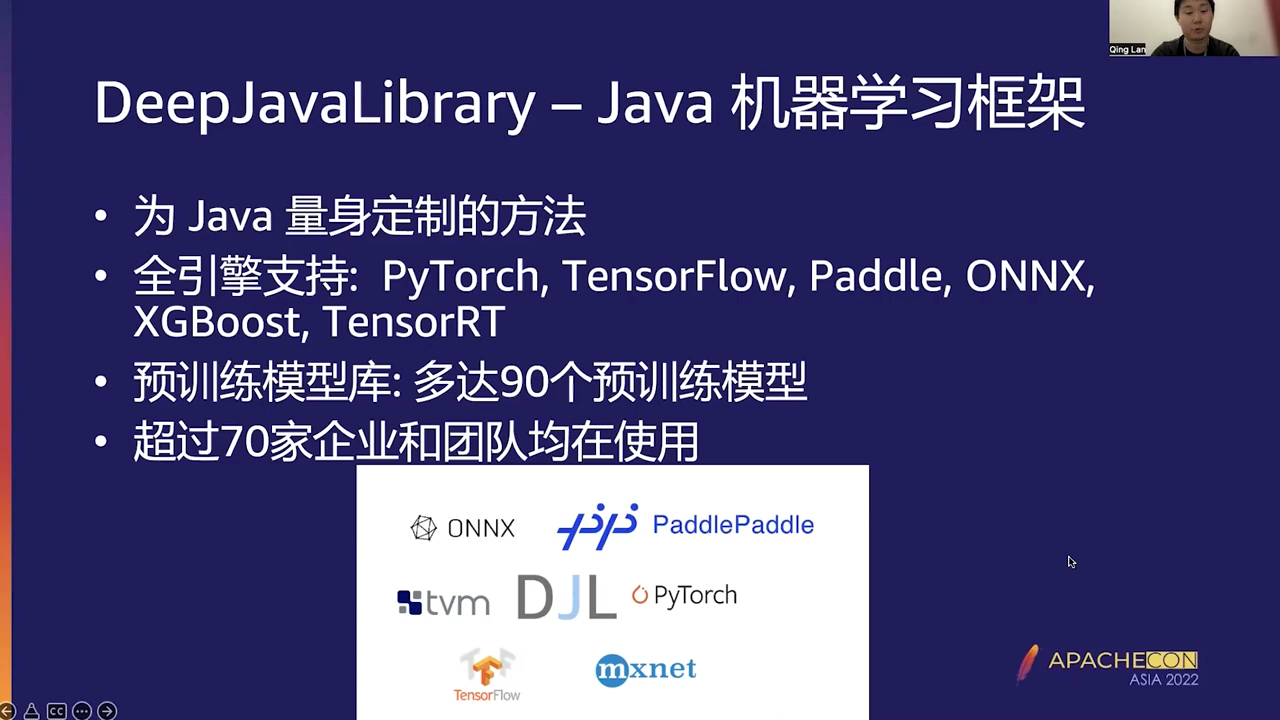 Qing Lan
DeepJavaLibrary – Java 机器学习框架
• 为 Java 量身定制的方法
• 全引擎支持: PyTorch, TensorFlow, Paddle, ONNX,
XGBoost, TensorRT
• 预训练模型库: 多达90个预训练模型
• 超过70家企业和团队均在使用
ONNX
PaddlePaddle
tvm
DJL
PyTorch
TensorFlow
mxnet
APACHECON
ASIA 2022
CC